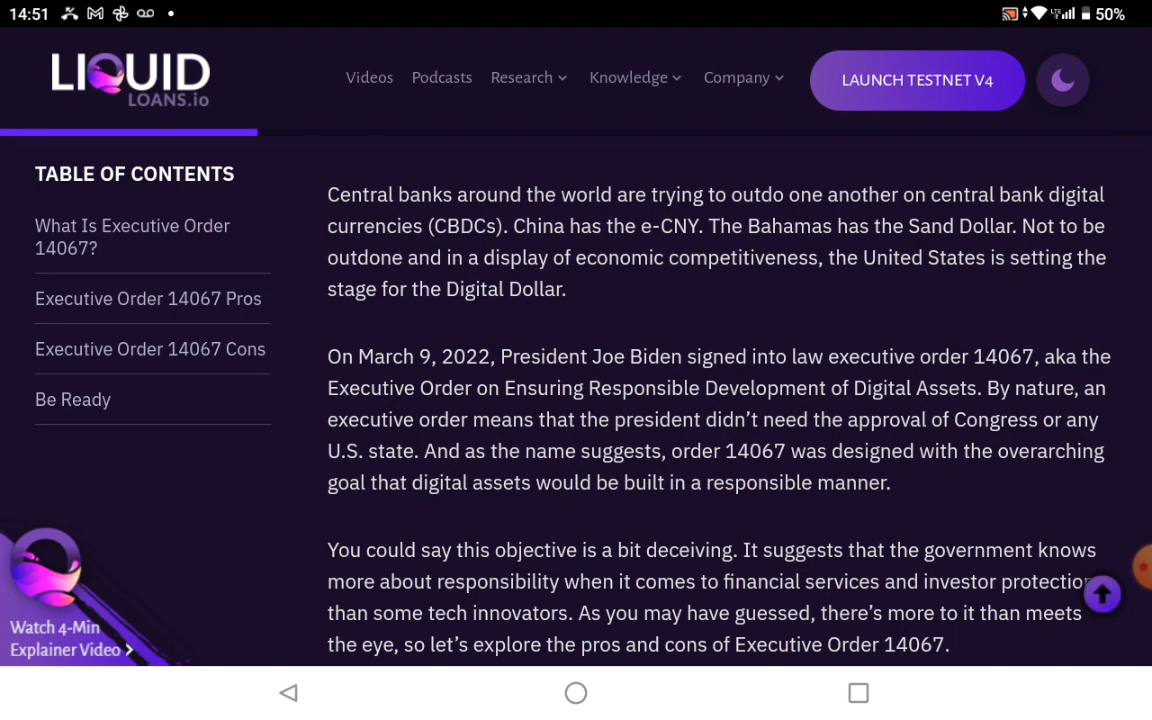 14:51
LTE
50%
LIQUID
LOANS.io
Videos Podcasts Research Knowledge Company LAUNCH TESTNET V4
TABLE OF CONTENTS
What Is Executive Order
14067?
Executive Order 14067 Pros
Executive Order 14067 Cons
Be Ready
Central banks around the world are trying to outdo one another on central bank digital
currencies (CBDCs). China has the e-CNY. The Bahamas has the Sand Dollar. Not to be
outdone and in a display of economic competitiveness, the United States is setting the
stage for the Digital Dollar.
On March 9, 2022, President Joe Biden signed into law executive order 14067, aka the
Executive Order on Ensuring Responsible Development of Digital Assets. By nature, an
executive order means that the president didn’t need the approval of Congress or any
U.S. state. And as the name suggests, order 14067 was designed with the overarching
goal that digital assets would be built in a responsible manner.
You could say this objective is a bit deceiving. It suggests that the government knows
more about responsibility when it comes to financial services and investor protection
than some tech innovators. As you may have guessed, there’s more to it than meets
the eye, so let’s explore the pros and cons of Executive Order 14067.
Watch 4-Min
Explainer Video